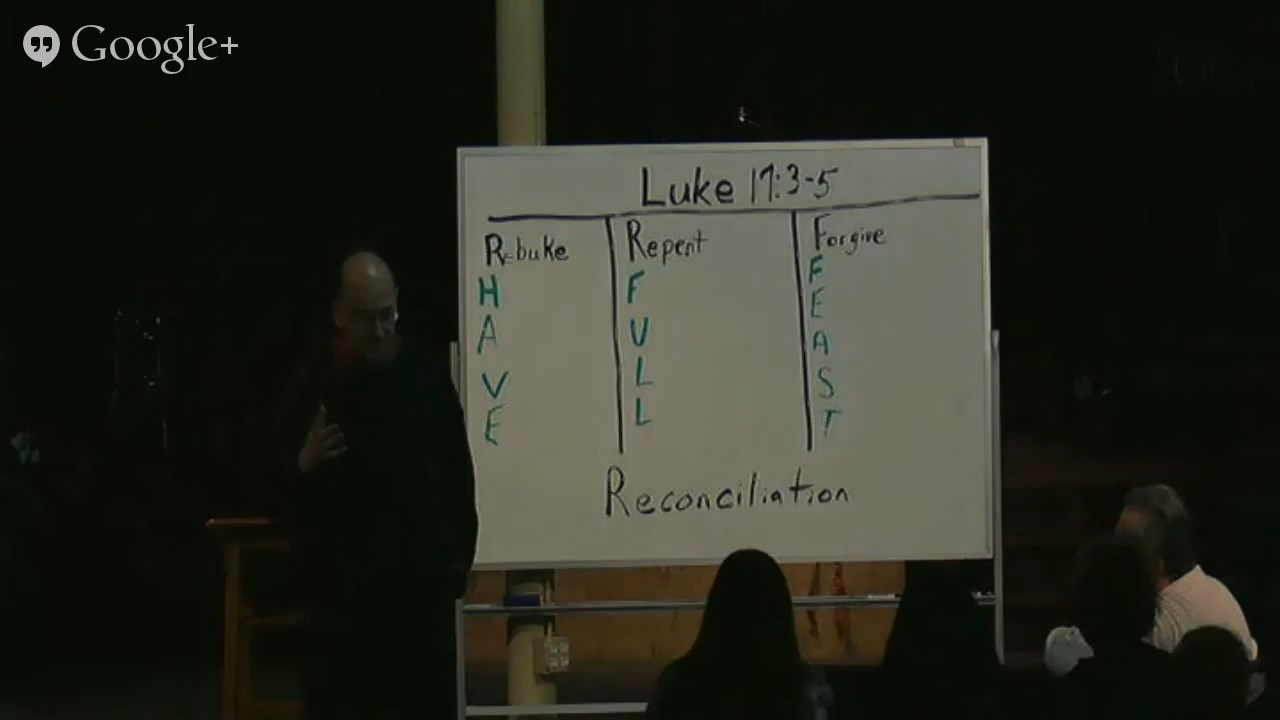 Google+
Luke 17:3-5
Rebuke Repent Forgive
H F F
A U E
V L A
E L S
T
Reconciliation